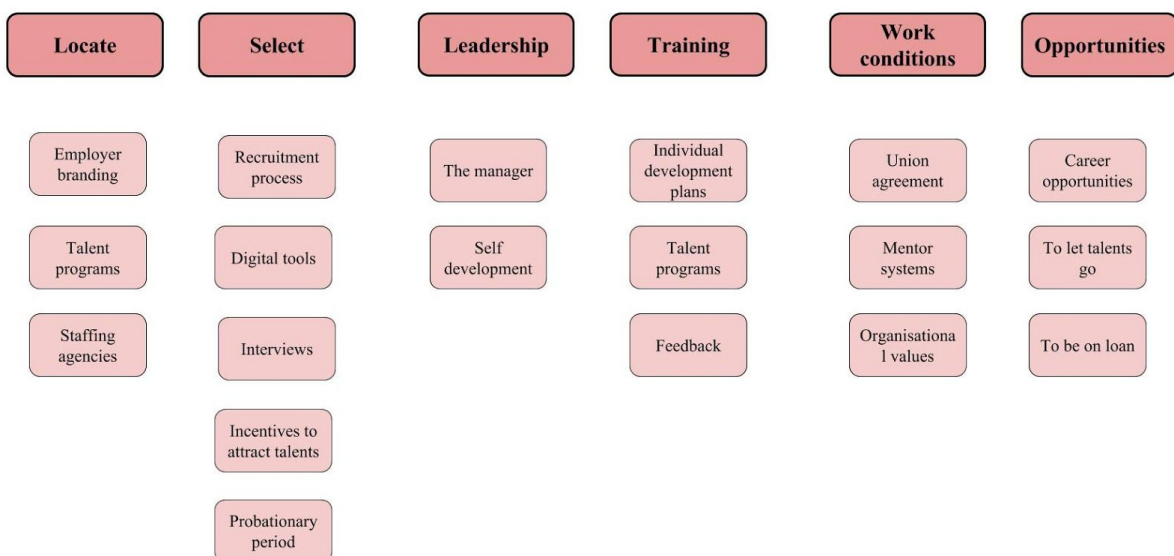 Locate
Select
Leadership
Training
Work
conditions
Opportunities
Employer
branding
Talent
programs
Staffing
agencies
Recruitment
process
Digital tools
Interviews
Incentives to
attract talents
Probationary
period
The manager
Self
development
Individual
development
plans
Talent
programs
Feedback
Union
agreement
Mentor
systems
Organisationa
l values
Career
opportunities
To let talents
go
To be on loan